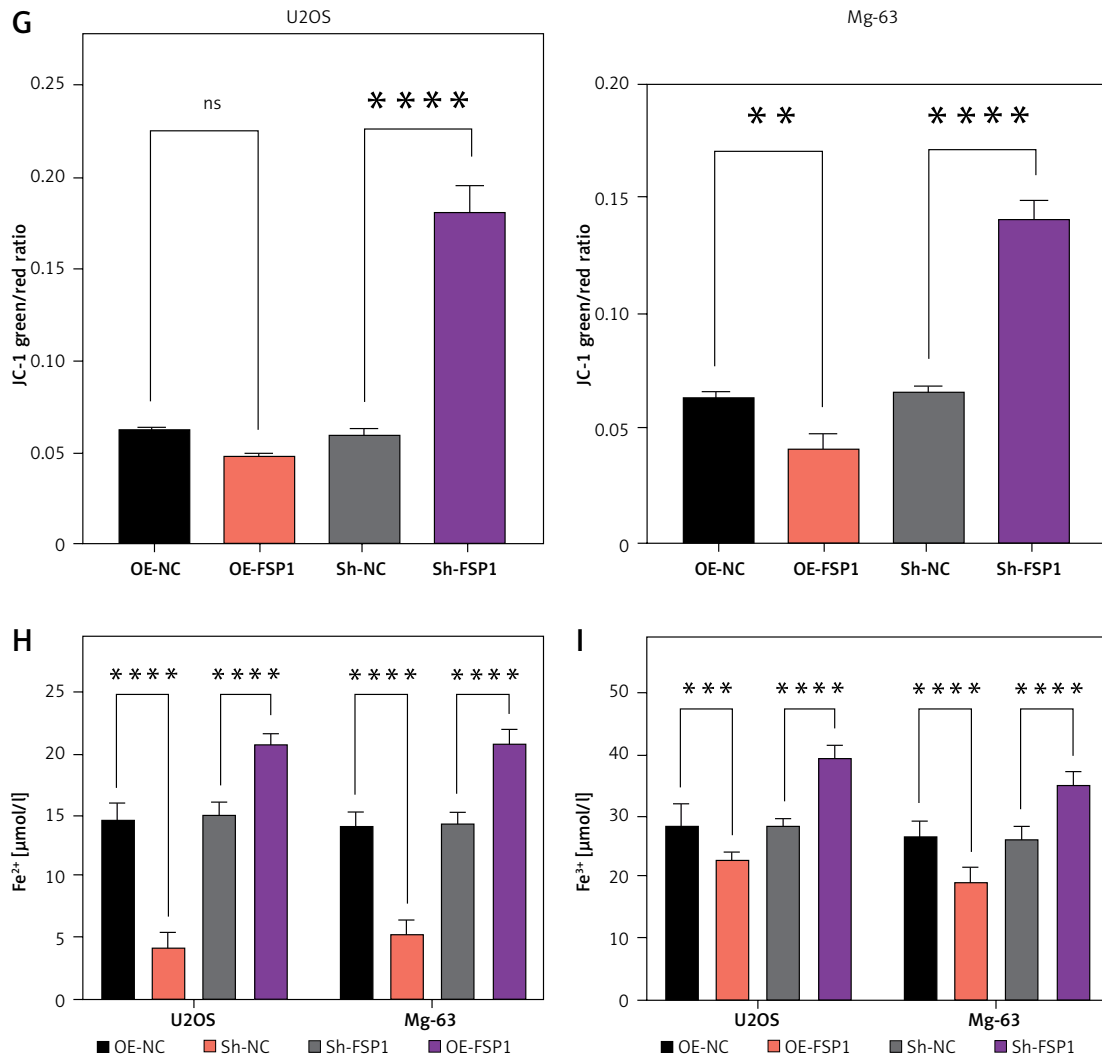 G
U2OS
JC-1 green/red ratio
0.25
0.20
0.15
0.10
0.05
0
ns
****
OE-NC OE-FSP1 Sh-NC Sh-FSP1
Mg-63
JC-1 green/red ratio
0.20
0.15
0.10
0.05
0
**
****
OE-NC OE-FSP1 Sh-NC Sh-FSP1
H
Fe²⁺ [µmol/l]
25
20
15
10
5
0
**** **** **** ****
U2OS Mg-63
OE-NC Sh-NC Sh-FSP1 OE-FSP1
I
Fe³⁺ [µmol/l]
50
40
30
20
10
0
*** **** **** ****
U2OS Mg-63
OE-NC OE-FSP1 Sh-NC Sh-FSP1